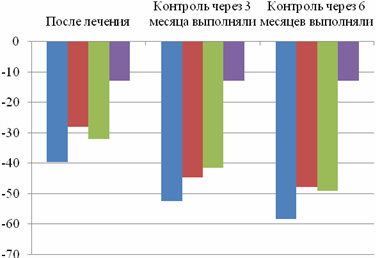 После лечения
Контроль через 3
месяца выполняли
Контроль через 6
месяцев выполняли
0
-10
-20
-30
-40
-50
-60
-70